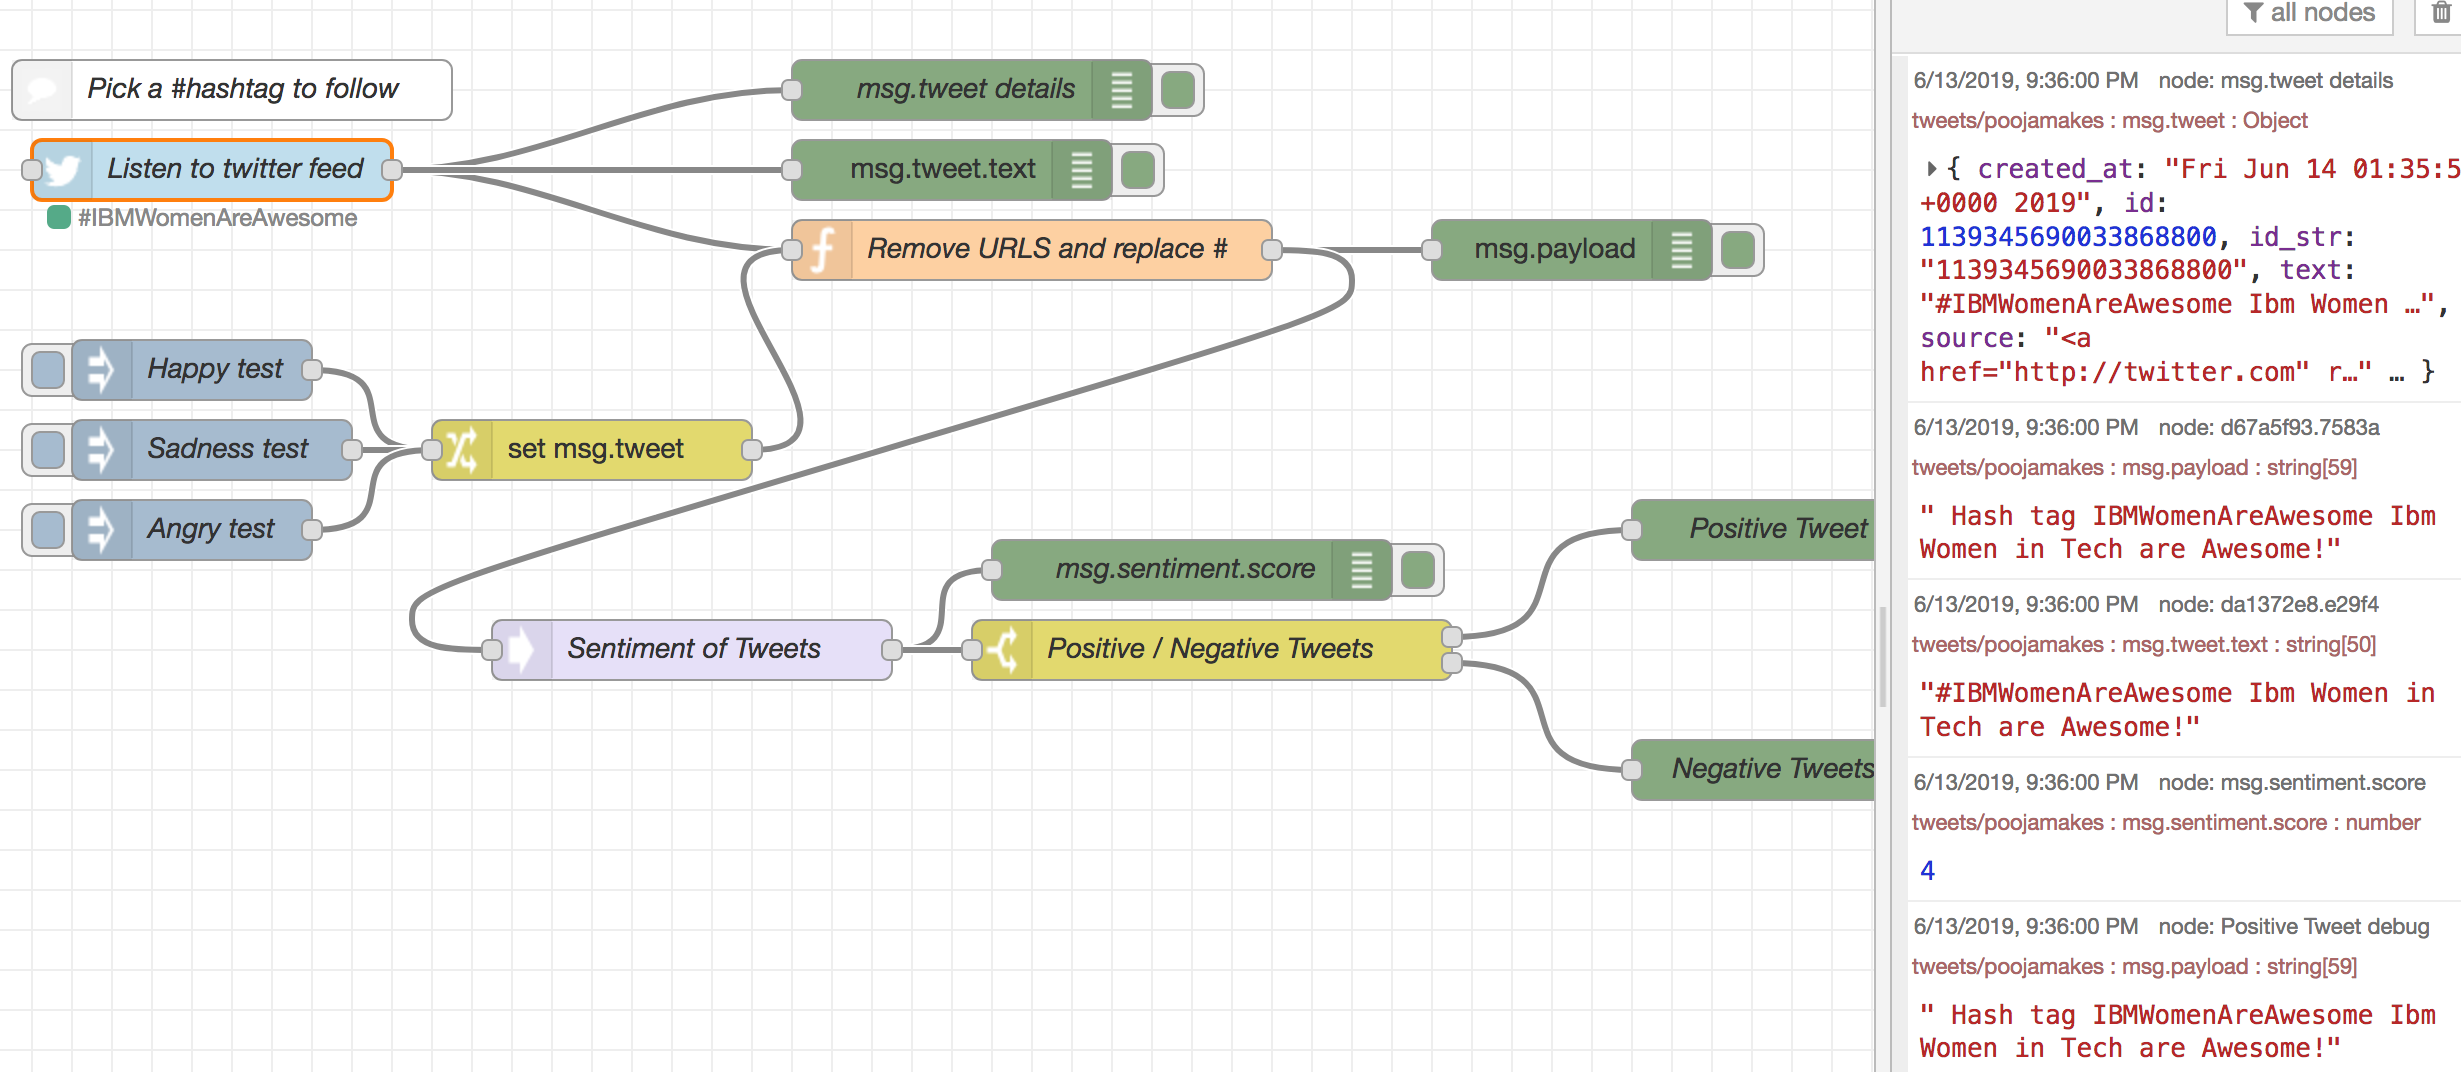 Pick a #hashtag to follow
Listen to twitter feed
#IBMWomenAreAwesome
msg.tweet details
msg.tweet.text
Remove URLS and replace #
msg.payload
Happy test
Sadness test
Angry test
set msg.tweet
msg.sentiment.score
Sentiment of Tweets
Positive / Negative Tweets
Positive Tweet
Negative Tweets
all nodes
6/13/2019, 9:36:00 PM node: msg.tweet details
tweets/poojamakes : msg.tweet : Object
{ created_at: "Fri Jun 14 01:35:5
+0000 2019", id:
1139345690033868800, id_str:
"1139345690033868800", text:
"#IBMWomenAreAwesome Ibm Women …",
source: "<a
href="http://twitter.com" r…" … }
6/13/2019, 9:36:00 PM node: d67a5f93.7583a
tweets/poojamakes : msg.payload : string[59]
" Hash tag IBMWomenAreAwesome Ibm
Women in Tech are Awesome!"
6/13/2019, 9:36:00 PM node: da1372e8.e29f4
tweets/poojamakes : msg.tweet.text : string[50]
"#IBMWomenAreAwesome Ibm Women in
Tech are Awesome!"
6/13/2019, 9:36:00 PM node: msg.sentiment.score
tweets/poojamakes : msg.sentiment.score : number
4
6/13/2019, 9:36:00 PM node: Positive Tweet debug
tweets/poojamakes : msg.payload : string[59]
" Hash tag IBMWomenAreAwesome Ibm
Women in Tech are Awesome!"